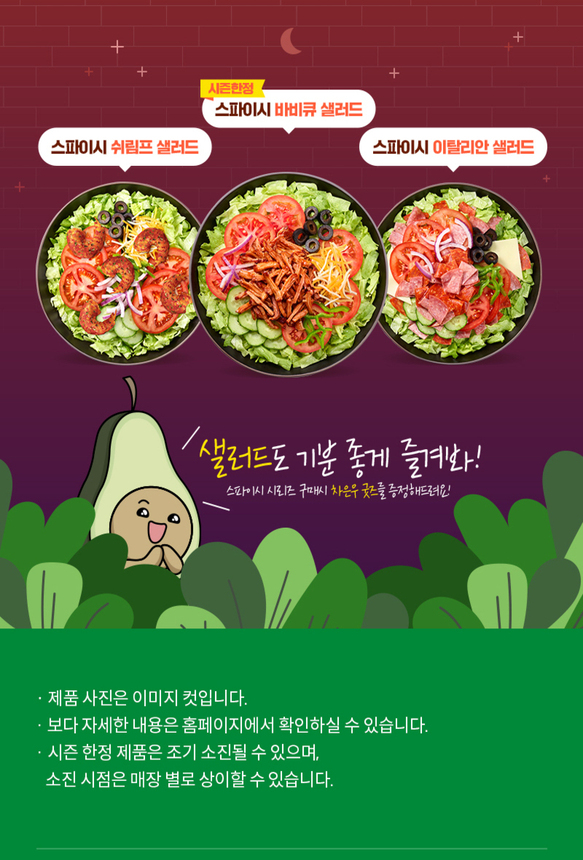 시즌한정
스파이시 바비큐 샐러드
스파이시 쉬림프 샐러드
스파이시 이탈리안 샐러드
샐러드도 기분 좋게 즐겨봐!
스파이시 시리즈 구매시 차은우 굿즈를 증정해드려요!
· 제품 사진은 이미지 컷입니다.
· 보다 자세한 내용은 홈페이지에서 확인하실 수 있습니다.
· 시즌 한정 제품은 조기 소진될 수 있으며,
소진 시점은 매장 별로 상이할 수 있습니다.